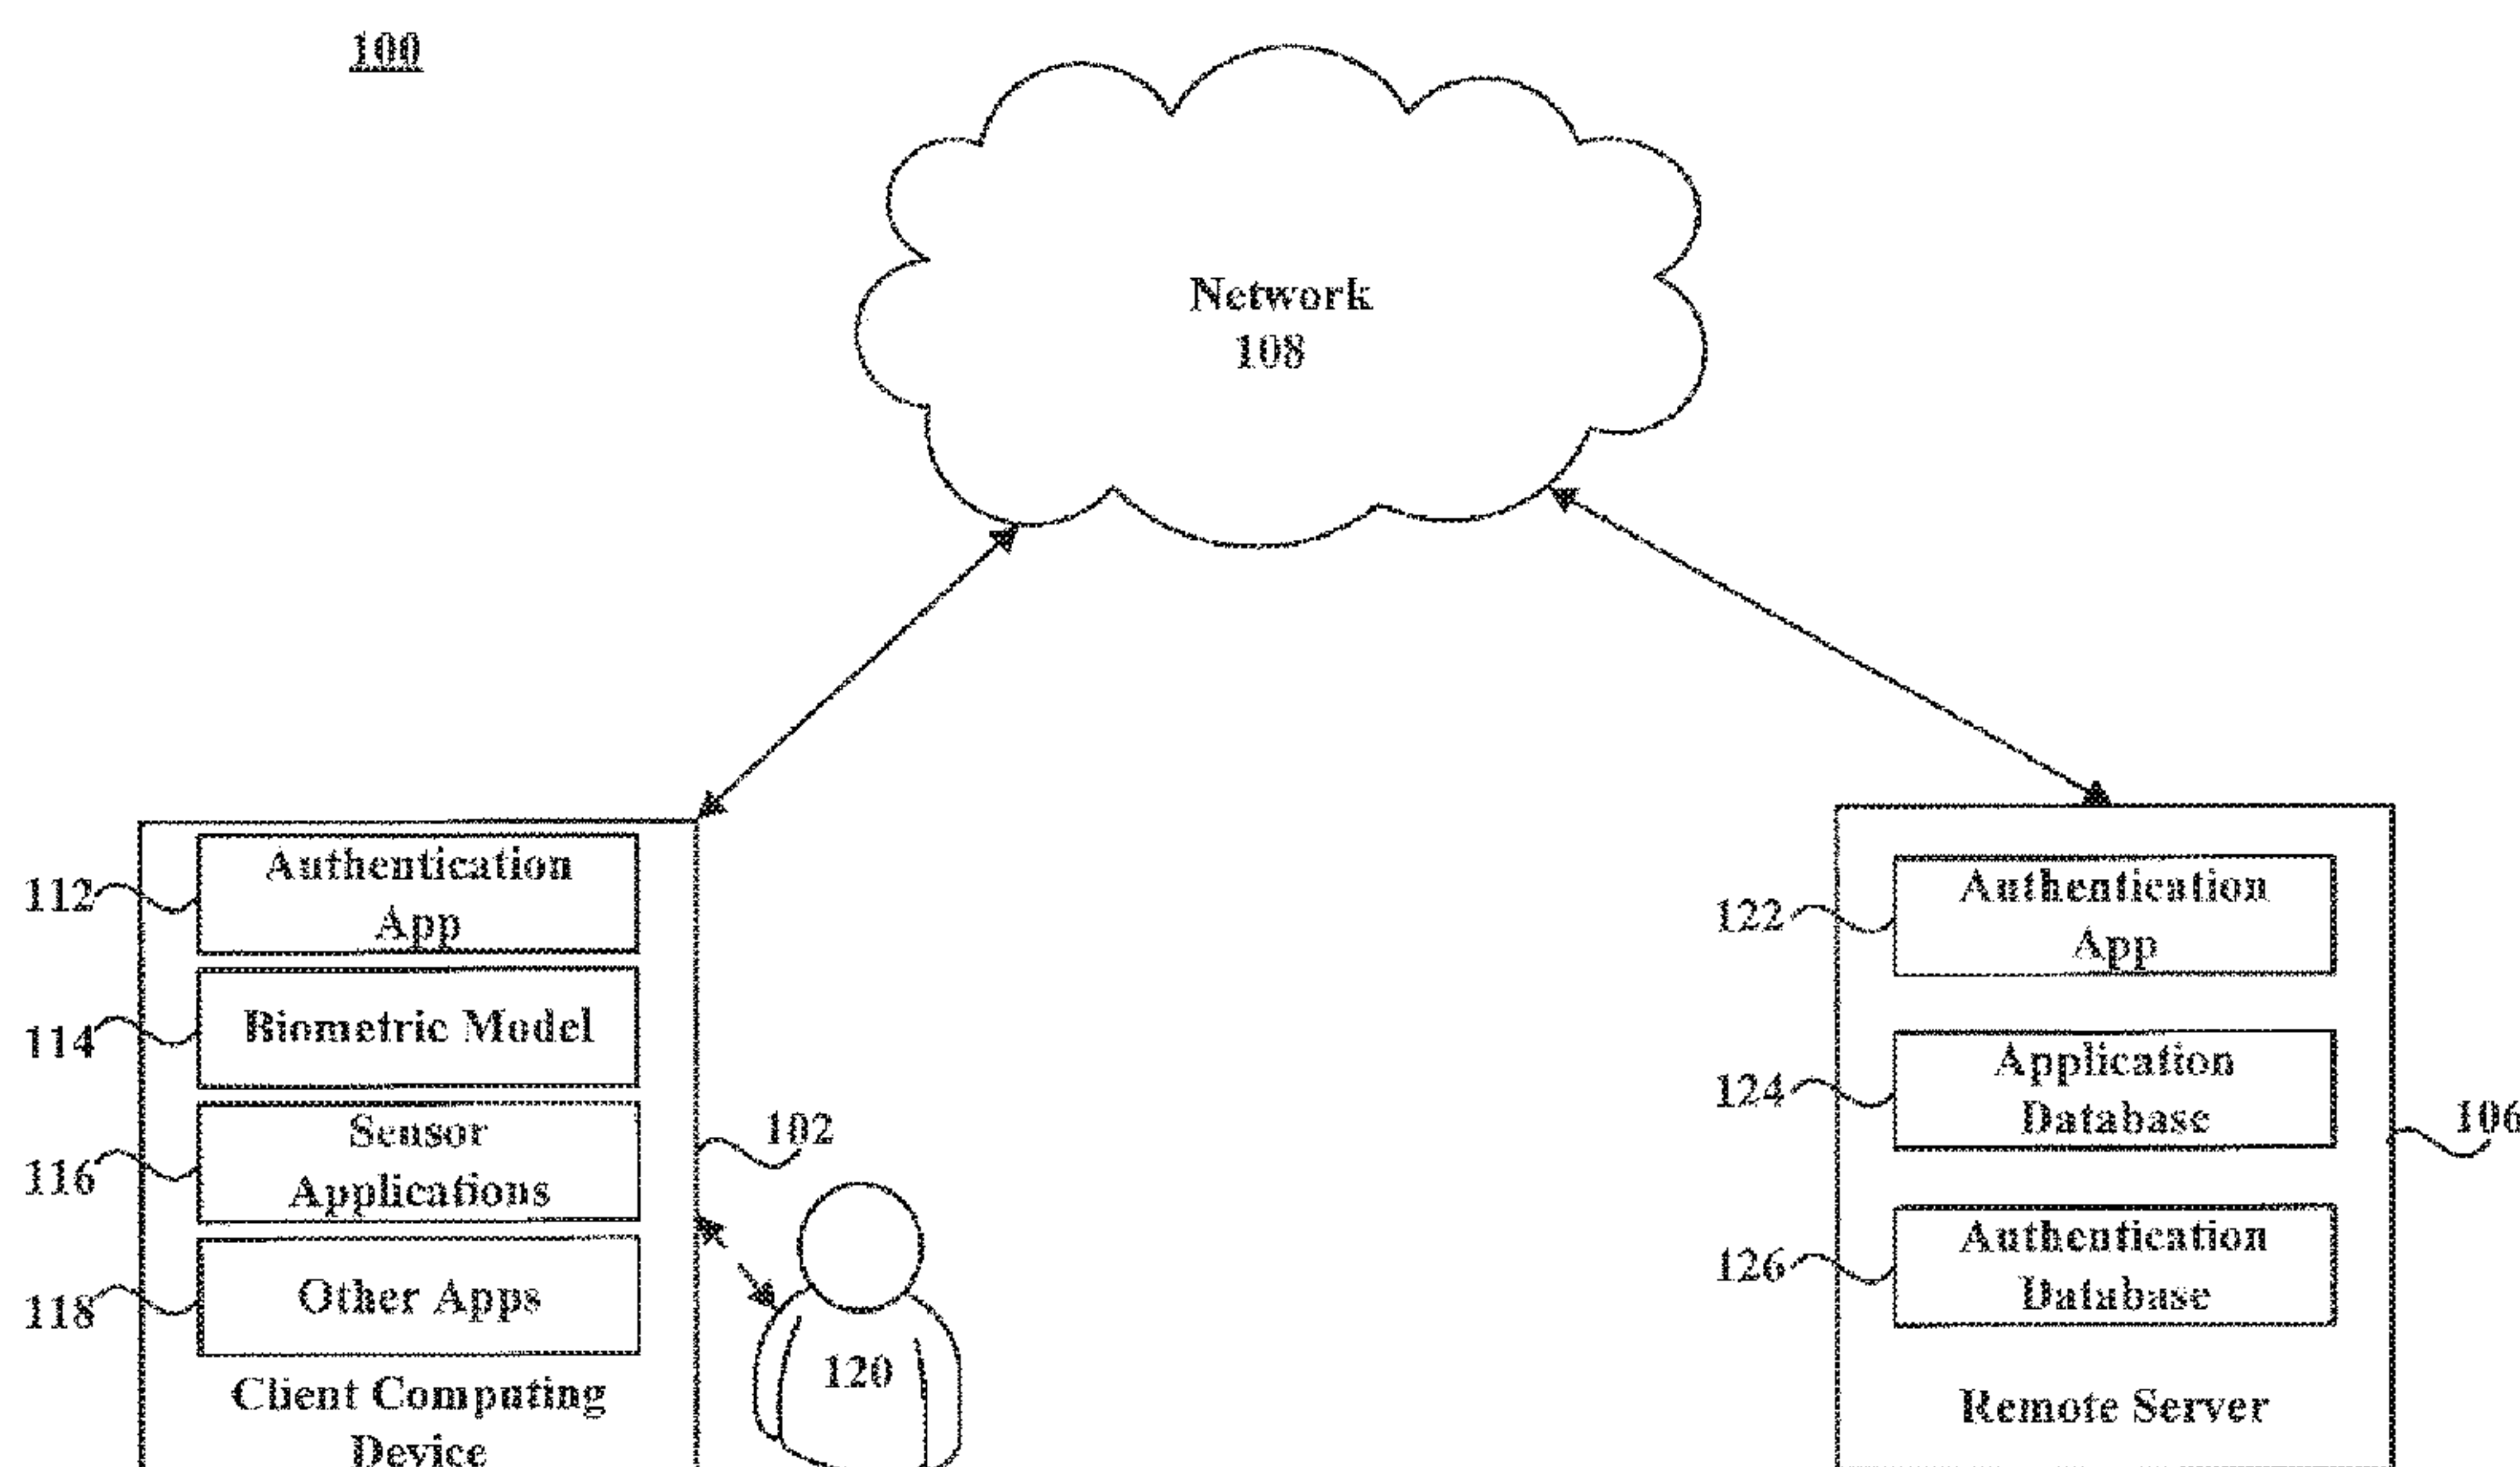 100
Network
108
112
Authentication
App
114
Biometric Model
116
Sensor
Applications
118
Other Apps
Client Computing
Device
102
120
122
Authentication
App
124
Application
Database
126
Authentication
Database
Remote Server
106